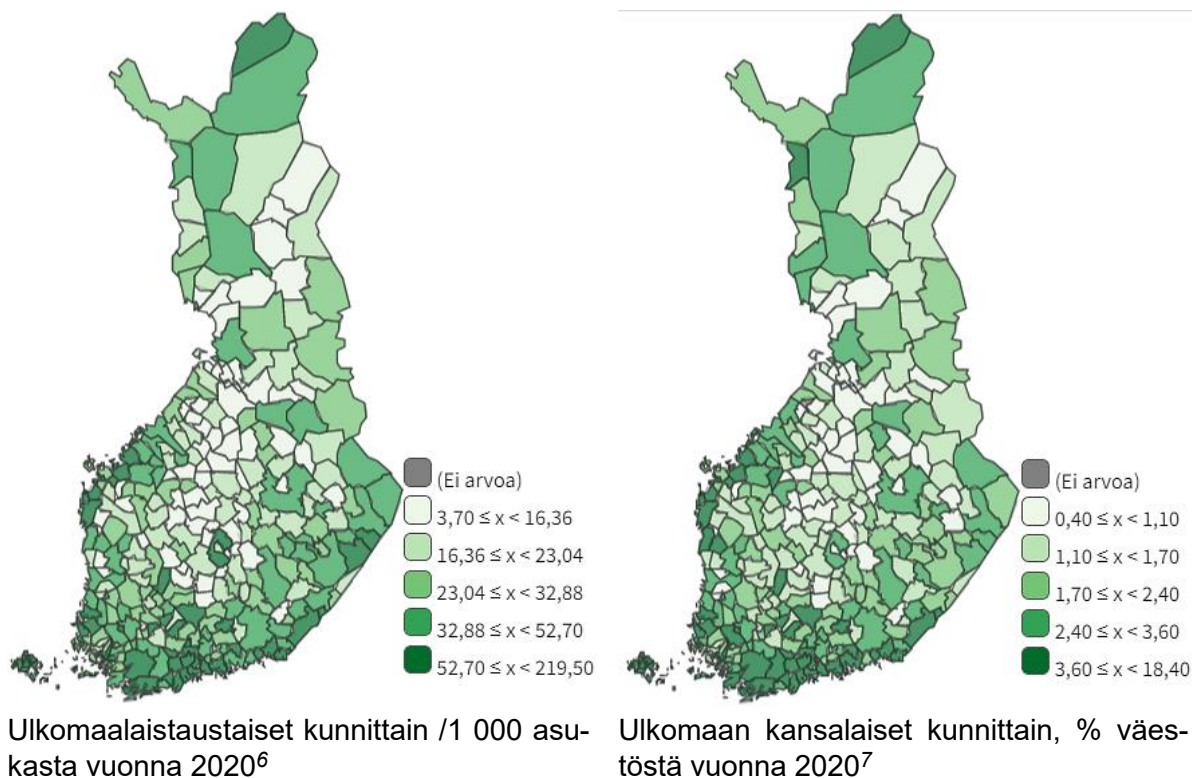 (Ei arvoa)
3,70 ≤ x < 16,36
16,36 ≤ x < 23,04
23,04 ≤ x < 32,88
32,88 ≤ x < 52,70
52,70 ≤ x < 219,50
Ulkomaalaistaustaiset kunnittain /1 000 asu-
kasta vuonna 2020⁶
(Ei arvoa)
0,40 ≤ x < 1,10
1,10 ≤ x < 1,70
1,70 ≤ x < 2,40
2,40 ≤ x < 3,60
3,60 ≤ x < 18,40
Ulkomaan kansalaiset kunnittain, % väes-
töstä vuonna 2020⁷